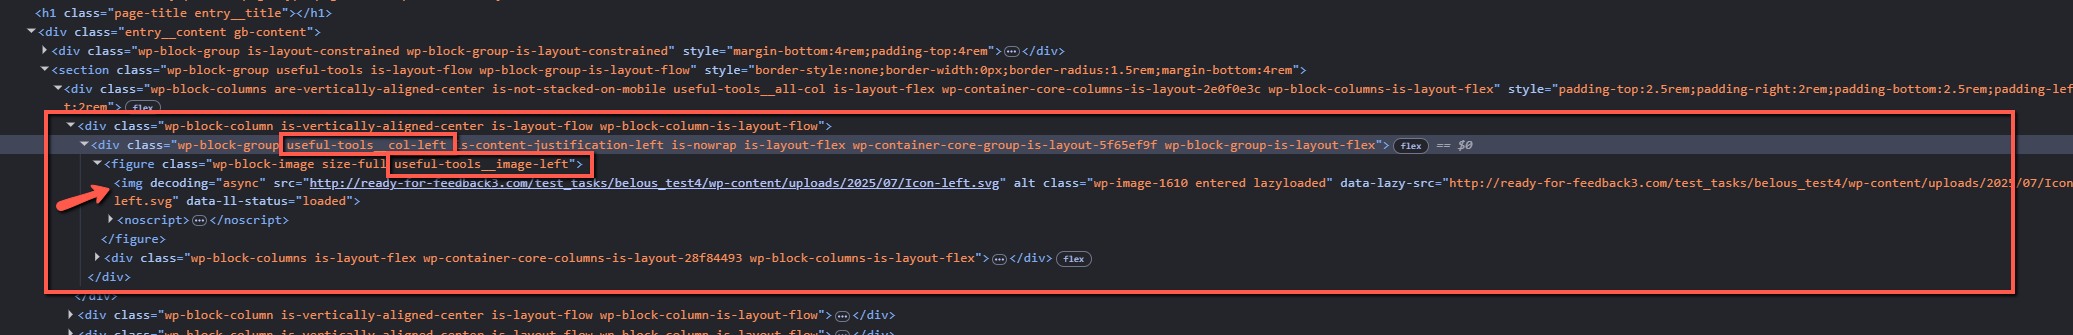 <h1 class="page-title entry__title"></h1>
<div class="entry__content gb-content">
<div class="wp-block-group is-layout-constrained wp-block-group-is-layout-constrained" style="margin-bottom:4rem;padding-top:4rem">⋯</div>
<section class="wp-block-group useful-tools is-layout-flow wp-block-group-is-layout-flow" style="border-style:none;border-width:0px;border-radius:1.5rem;margin-bottom:4rem">
<div class="wp-block-columns are-vertically-aligned-center is-not-stacked-on-mobile useful-tools__all-col is-layout-flex wp-container-core-columns-is-layout-2e0f0e3c wp-block-columns-is-layout-flex" style="padding-top:2.5rem;padding-right:2rem;padding-bottom:2.5rem;padding-lef
t:2rem"> flex
<div class="wp-block-column is-vertically-aligned-center is-layout-flow wp-block-column-is-layout-flow">
<div class="wp-block-group useful-tools__col-left is-content-justification-left is-nowrap is-layout-flex wp-container-core-group-is-layout-5f65ef9f wp-block-group-is-layout-flex"> flex == $0
<figure class="wp-block-image size-full useful-tools__image-left">
<img decoding="async" src="http://ready-for-feedback3.com/test_tasks/belous_test4/wp-content/uploads/2025/07/Icon-left.svg" alt class="wp-image-1610 entered lazyloaded" data-lazy-src="http://ready-for-feedback3.com/test_tasks/belous_test4/wp-content/uploads/2025/07/Icon-
left.svg" data-ll-status="loaded">
<noscript>⋯</noscript>
</figure>
<div class="wp-block-columns is-layout-flex wp-container-core-columns-is-layout-28f84493 wp-block-columns-is-layout-flex">⋯</div> flex
</div>
</div>
<div class="wp-block-column is-vertically-aligned-center is-layout-flow wp-block-column-is-layout-flow">⋯</div>
<div class="wp-block-column is-vertically-aligned-center is-layout-flow wp-block-column-is-layout-flow">⋯</div>